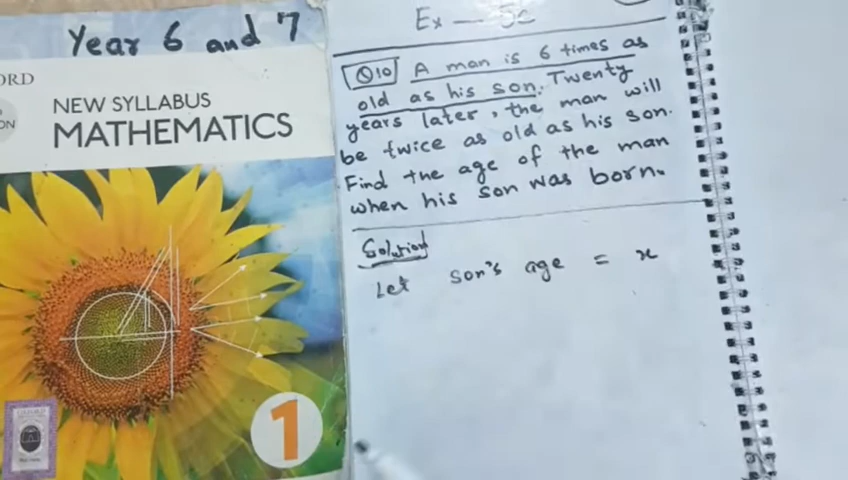 Year 6 and 7
ORD
ON
NEW SYLLABUS
MATHEMATICS
1
Ex — 5c
Q10 A man is 6 times as
old as his son. Twenty
years later, the man will
be twice as old as his son.
Find the age of the man
when his son was born.
Solution
Let son's age = x